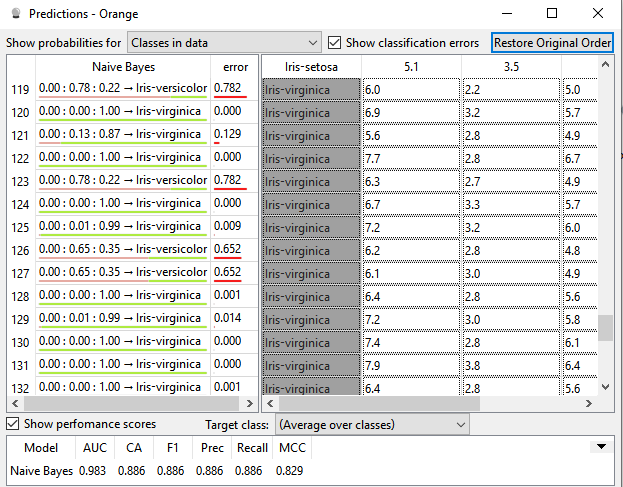 Predictions - Orange
Show probabilities for Classes in data Show classification errors Restore Original Order
Naive Bayes error Iris-setosa 5.1 3.5
119 0.00 : 0.78 : 0.22 → Iris-versicolor 0.782 Iris-virginica 6.0 2.2 5.0
120 0.00 : 0.00 : 1.00 → Iris-virginica 0.000 Iris-virginica 6.9 3.2 5.7
121 0.00 : 0.13 : 0.87 → Iris-virginica 0.129 Iris-virginica 5.6 2.8 4.9
122 0.00 : 0.00 : 1.00 → Iris-virginica 0.000 Iris-virginica 7.7 2.8 6.7
123 0.00 : 0.78 : 0.22 → Iris-versicolor 0.782 Iris-virginica 6.3 2.7 4.9
124 0.00 : 0.00 : 1.00 → Iris-virginica 0.000 Iris-virginica 6.7 3.3 5.7
125 0.00 : 0.01 : 0.99 → Iris-virginica 0.009 Iris-virginica 7.2 3.2 6.0
126 0.00 : 0.65 : 0.35 → Iris-versicolor 0.652 Iris-virginica 6.2 2.8 4.8
127 0.00 : 0.65 : 0.35 → Iris-versicolor 0.652 Iris-virginica 6.1 3.0 4.9
128 0.00 : 0.00 : 1.00 → Iris-virginica 0.001 Iris-virginica 6.4 2.8 5.6
129 0.00 : 0.01 : 0.99 → Iris-virginica 0.014 Iris-virginica 7.2 3.0 5.8
130 0.00 : 0.00 : 1.00 → Iris-virginica 0.000 Iris-virginica 7.4 2.8 6.1
131 0.00 : 0.00 : 1.00 → Iris-virginica 0.000 Iris-virginica 7.9 3.8 6.4
132 0.00 : 0.00 : 1.00 → Iris-virginica 0.001 Iris-virginica 6.4 2.8 5.6
Show perfomance scores Target class: (Average over classes)
Model AUC CA F1 Prec Recall MCC
Naive Bayes 0.983 0.886 0.886 0.886 0.886 0.829